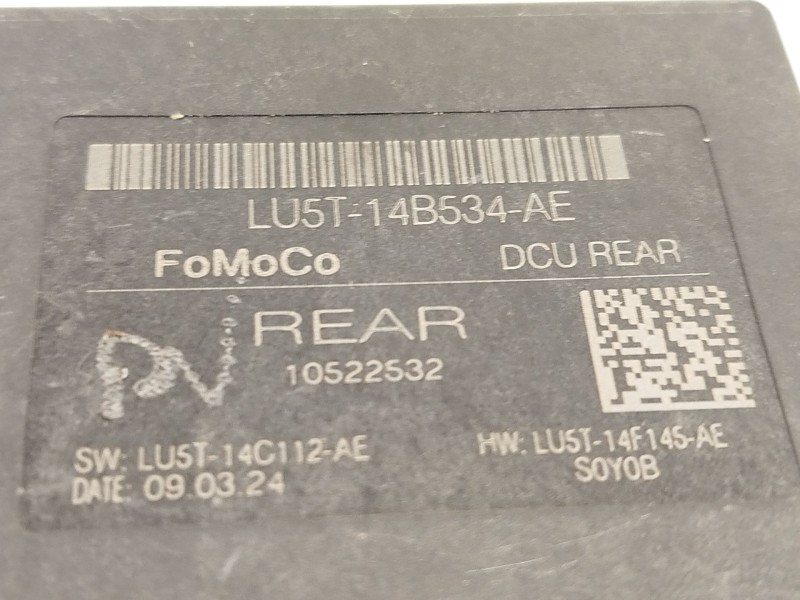 LU5T-14B534-AE
FoMoCo DCU REAR
REAR
10522532
SW: LU5T-14C112-AE HW: LU5T-14F145-AE
DATE: 09.03.24 S0Y0B